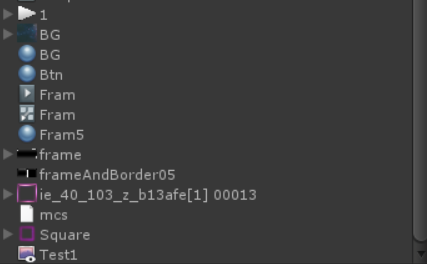 1
BG
BG
Btn
Fram
Fram
Fram5
frame
frameAndBorder05
ie_40_103_z_b13afe[1] 00013
mcs
Square
Test1